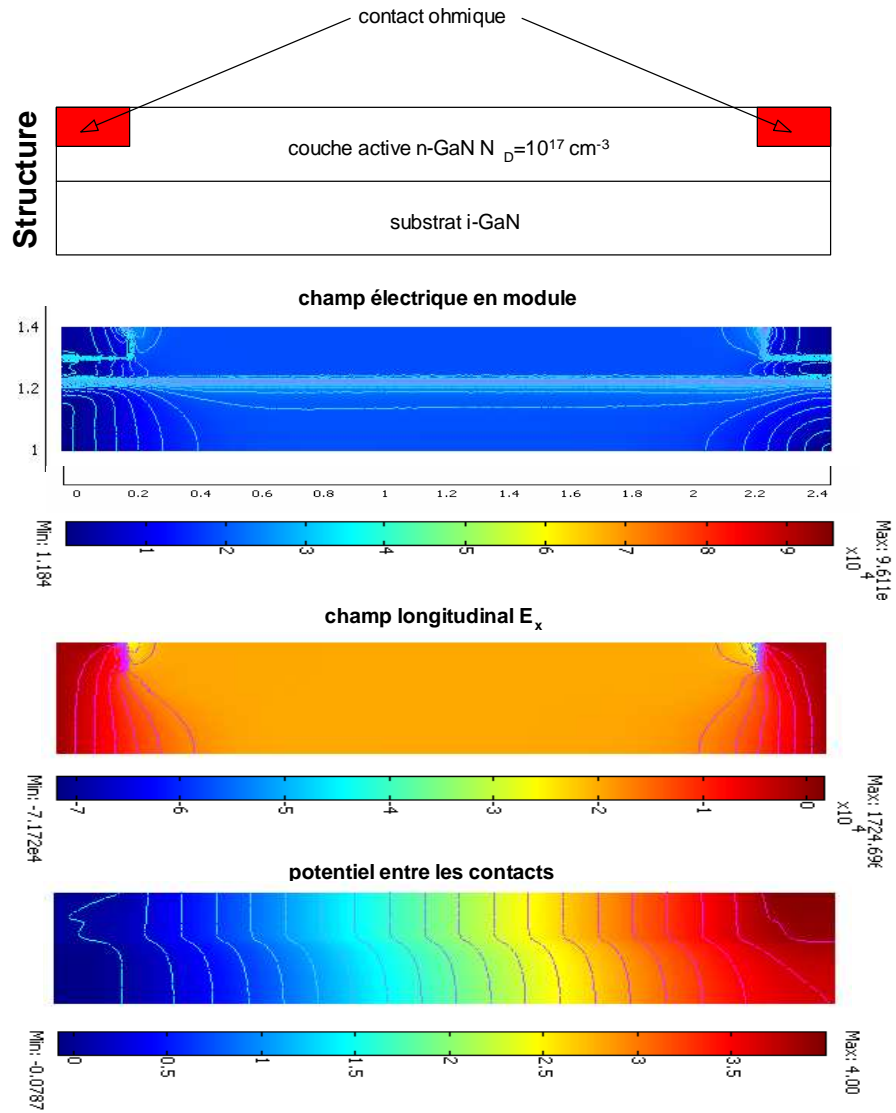 contact ohmique
Structure
couche active n-GaN N D=10¹⁷ cm-³
substrat i-GaN
champ électrique en module
1.4
1.2
1
0 0.2 0.4 0.6 0.8 1 1.2 1.4 1.6 1.8 2 2.2 2.4
Min: 1.184 1 2 3 4 5 6 7 8 9 x10 4 Max: 9.611e
champ longitudinal Ex
Min: -7.172e4 -7 -6 -5 -4 -3 -2 -1 0 x10 4 Max: 1724.696
potentiel entre les contacts
Min: -0.0787 0 0.5 1 1.5 2 2.5 3 3.5 Max: 4.00